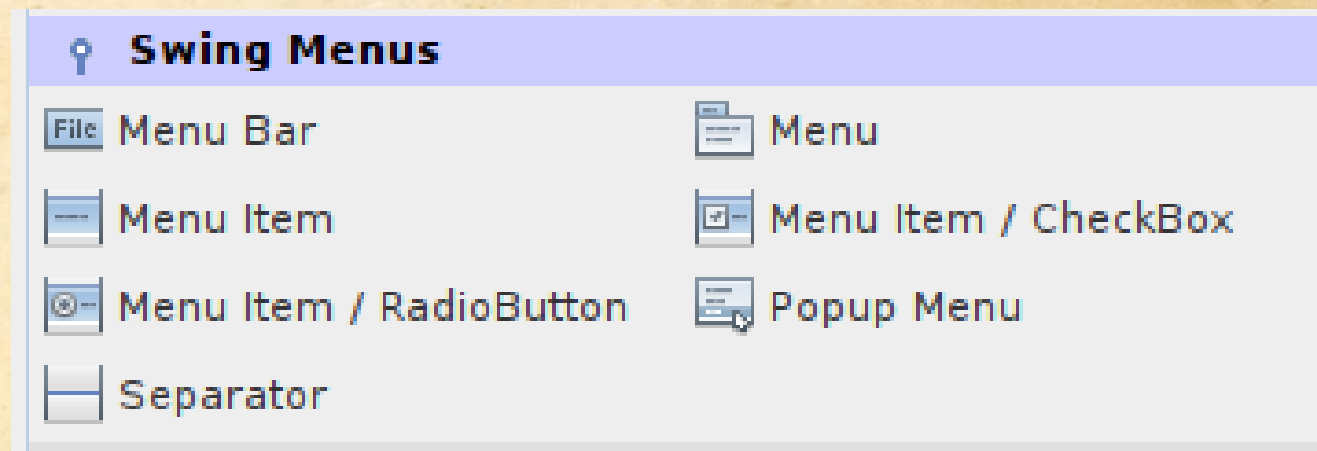 Swing Menus
File Menu Bar Menu
Menu Item Menu Item / CheckBox
Menu Item / RadioButton Popup Menu
Separator